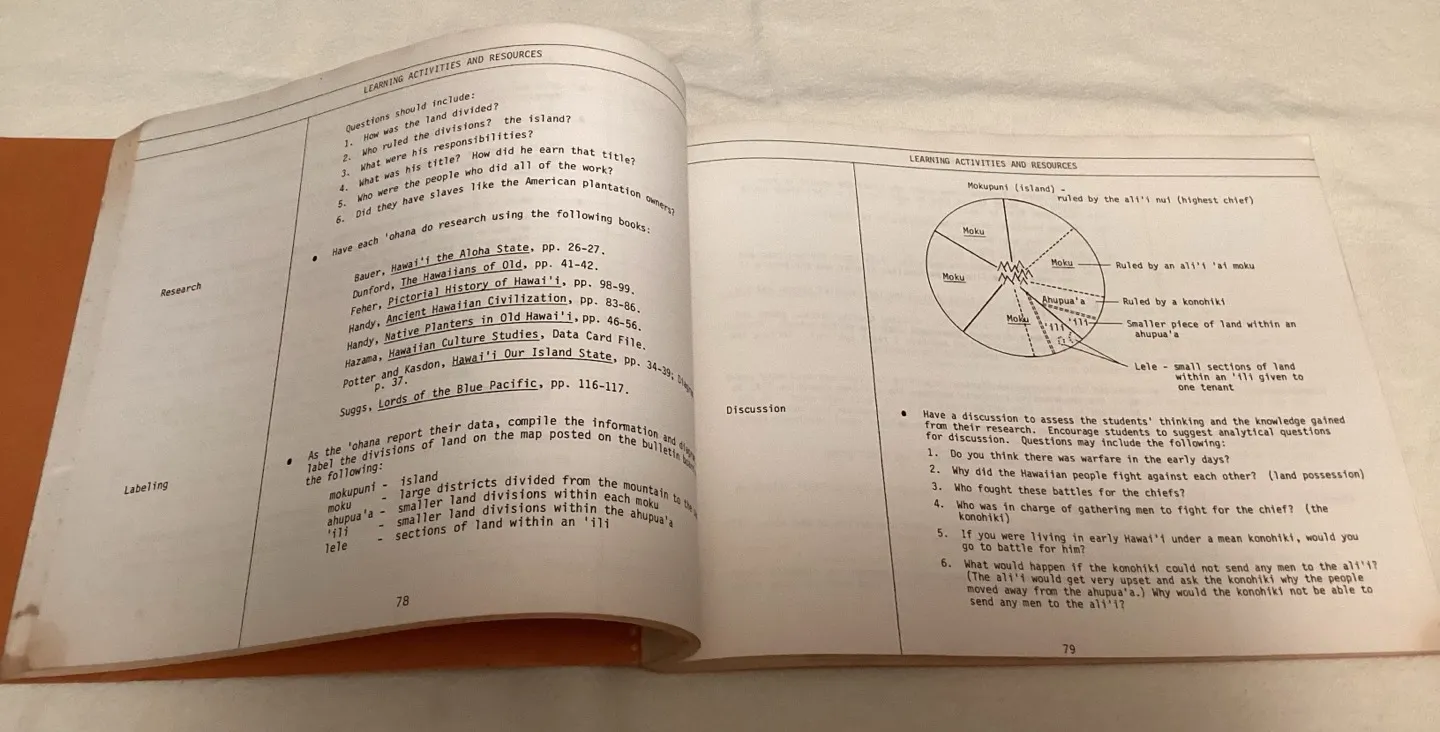 LEARNING ACTIVITIES AND RESOURCES
Questions should include:
1. How was the land divided?
2. Who ruled the divisions? the island?
3. What were his responsibilities?
4. What was his title? How did he earn that title?
5. Who were the people who did all of the work?
6. Did they have slaves like the American plantation owners?
Research
• Have each 'ohana do research using the following books:
Bauer, Hawai'i the Aloha State, pp. 26-27.
Dunford, The Hawaiians of Old, pp. 41-42.
Feher, Pictorial History of Hawai'i, pp. 98-99.
Handy, Ancient Hawaiian Civilization, pp. 83-86.
Handy, Native Planters in Old Hawai'i, pp. 46-56.
Hazama, Hawaiian Culture Studies, Data Card File.
Potter and Kasdon, Hawai'i Our Island State, pp. 34-39;
p. 37.
Suggs, Lords of the Blue Pacific, pp. 116-117.
Labeling
• As the 'ohana report their data, compile the information and
label the divisions of land on the map posted on the bulletin
the following:
mokupuni - island
moku - large districts divided from the mountain to the
ahupua'a - smaller land divisions within each moku
'ili - smaller land divisions within the ahupua'a
lele - sections of land within an 'ili
78
LEARNING ACTIVITIES AND RESOURCES
Mokupuni (island) -
ruled by the ali'i nui (highest chief)
Moku
Moku
Moku
Ruled by an ali'i 'ai moku
Ahupua'a
Ruled by a konohiki
Moku
'ili
'ili
Smaller piece of land within an
ahupua'a
Lele - small sections of land
within an 'ili given to
one tenant
Discussion
• Have a discussion to assess the students' thinking and the knowledge gained
from their research. Encourage students to suggest analytical questions
for discussion. Questions may include the following:
1. Do you think there was warfare in the early days?
2. Why did the Hawaiian people fight against each other? (land possession)
3. Who fought these battles for the chiefs?
4. Who was in charge of gathering men to fight for the chief? (the
konohiki)
5. If you were living in early Hawai'i under a mean konohiki, would you
go to battle for him?
6. What would happen if the konohiki could not send any men to the ali'i?
(The ali'i would get very upset and ask the konohiki why the people
moved away from the ahupua'a.) Why would the konohiki not be able to
send any men to the ali'i?
79